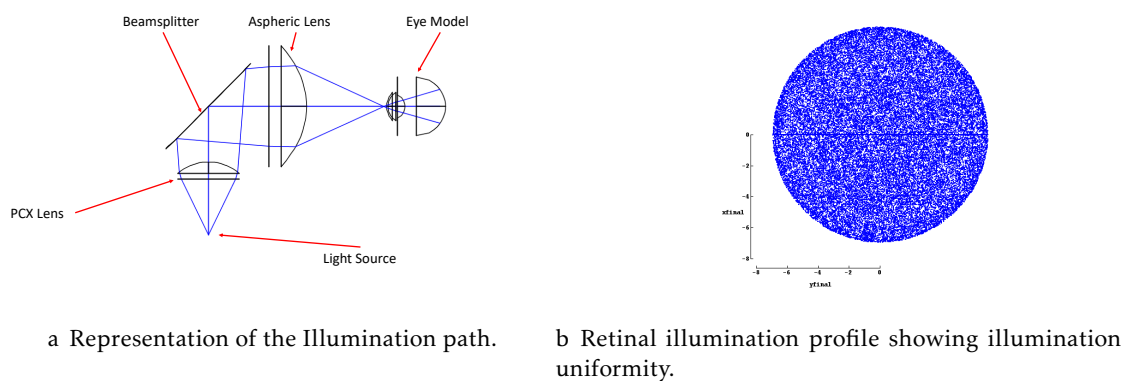 Beamsplitter
Aspheric Lens
Eye Model
PCX Lens
Light Source
a Representation of the Illumination path.
0
-2
-4
xfinal
-6
-8
-8 -6 -4 -2 0
yfinal
b Retinal illumination profile showing illumination
uniformity.